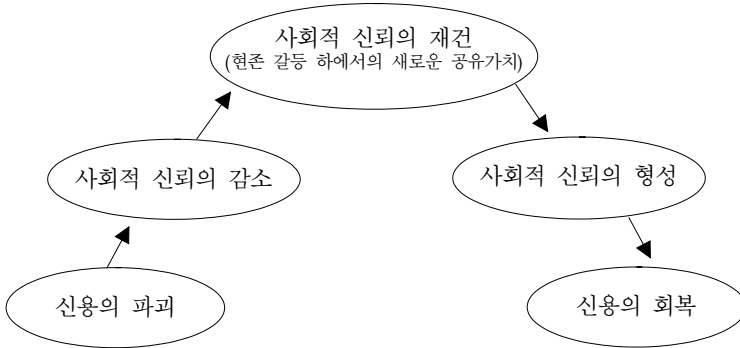 사회적 신뢰의 재건
(현존 갈등 하에서의 새로운 공유가치)
사회적 신뢰의 감소
사회적 신뢰의 형성
신용의 파괴
신용의 회복